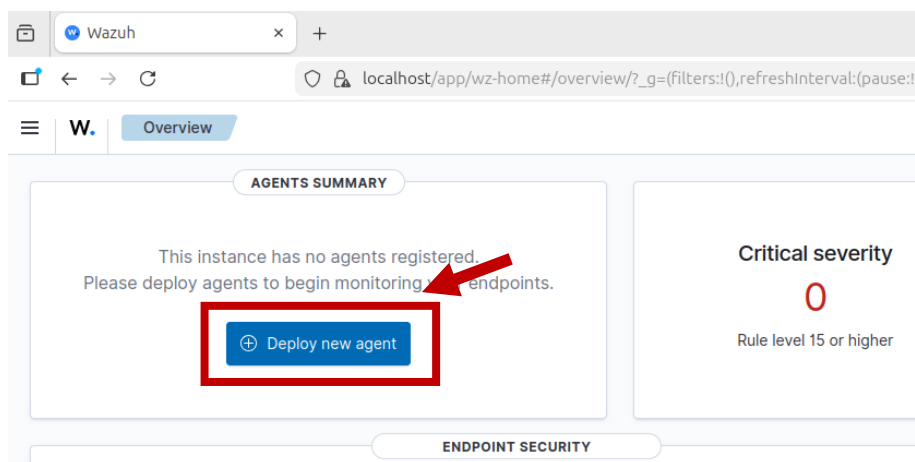 Wazuh
localhost/app/wz-home#/overview/?_g=(filters:!(),refreshInterval:(pause:!
W. Overview
AGENTS SUMMARY
This instance has no agents registered.
Please deploy agents to begin monitoring endpoints.
Deploy new agent
Critical severity
0
Rule level 15 or higher
ENDPOINT SECURITY